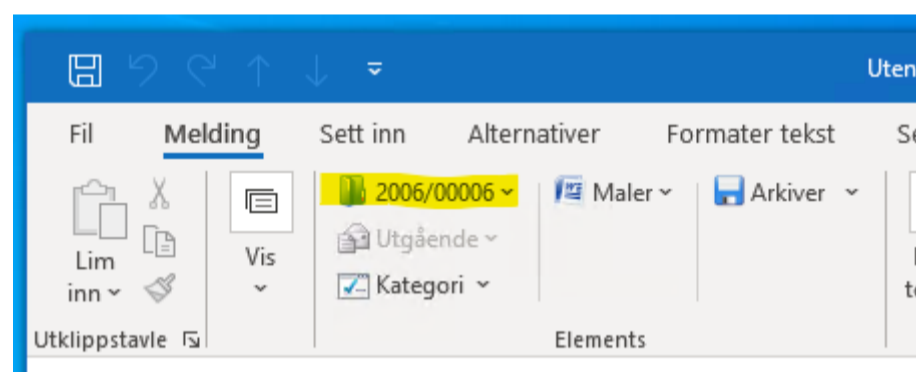 Uten
Fil Melding Sett inn Alternativer Formater tekst
2006/00006 Maler Arkiver
Utgående
Lim inn Vis Kategori
Utklippstavle Elements